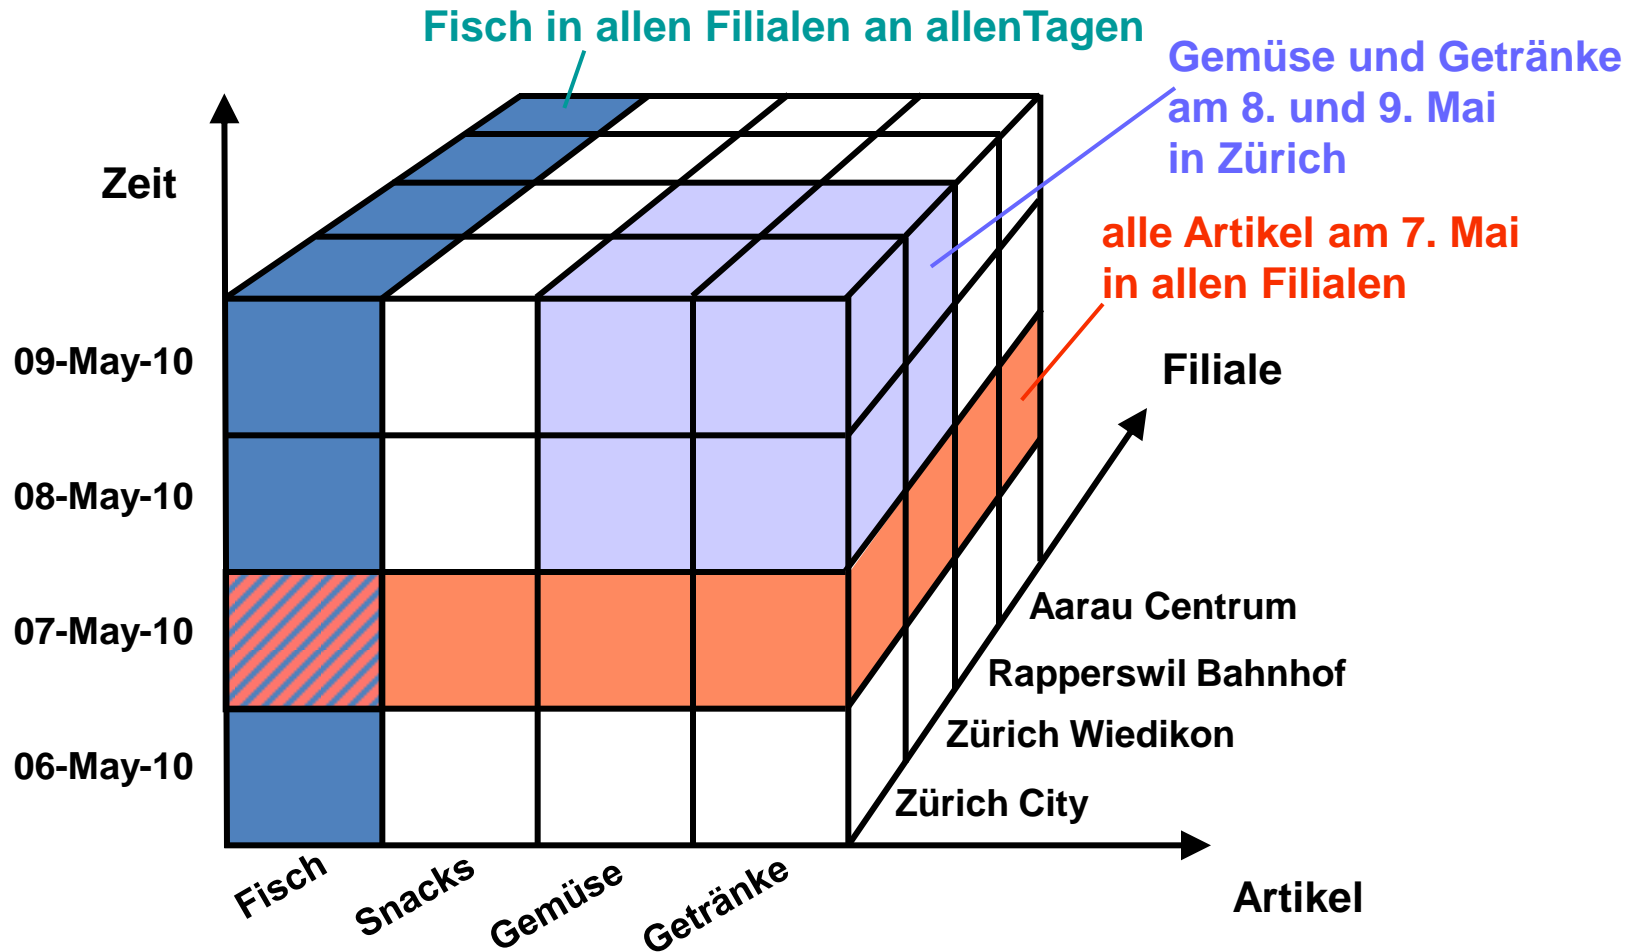 Fisch in allen Filialen an allenTagen
Gemüse und Getränke
am 8. und 9. Mai
in Zürich
Zeit
alle Artikel am 7. Mai
in allen Filialen
09-May-10
Filiale
08-May-10
07-May-10
Aarau Centrum
Rapperswil Bahnhof
Zürich Wiedikon
06-May-10
Zürich City
Fisch
Snacks
Gemüse
Getränke
Artikel